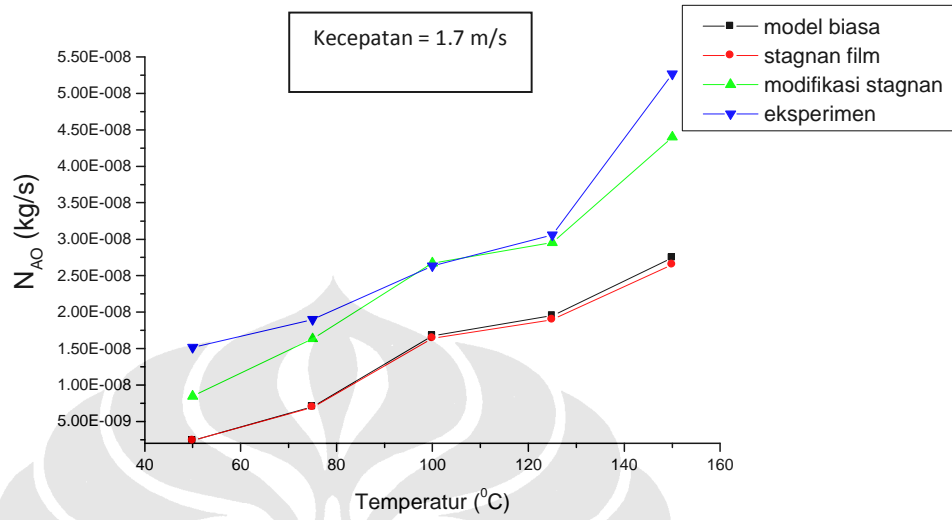 Kecepatan = 1.7 m/s
model biasa
stagnan film
modifikasi stagnan
eksperimen
5.50E-008
5.00E-008
4.50E-008
4.00E-008
3.50E-008
3.00E-008
2.50E-008
2.00E-008
1.50E-008
1.00E-008
5.00E-009
N_AO (kg/s)
40 60 80 100 120 140 160
Temperatur (⁰C)